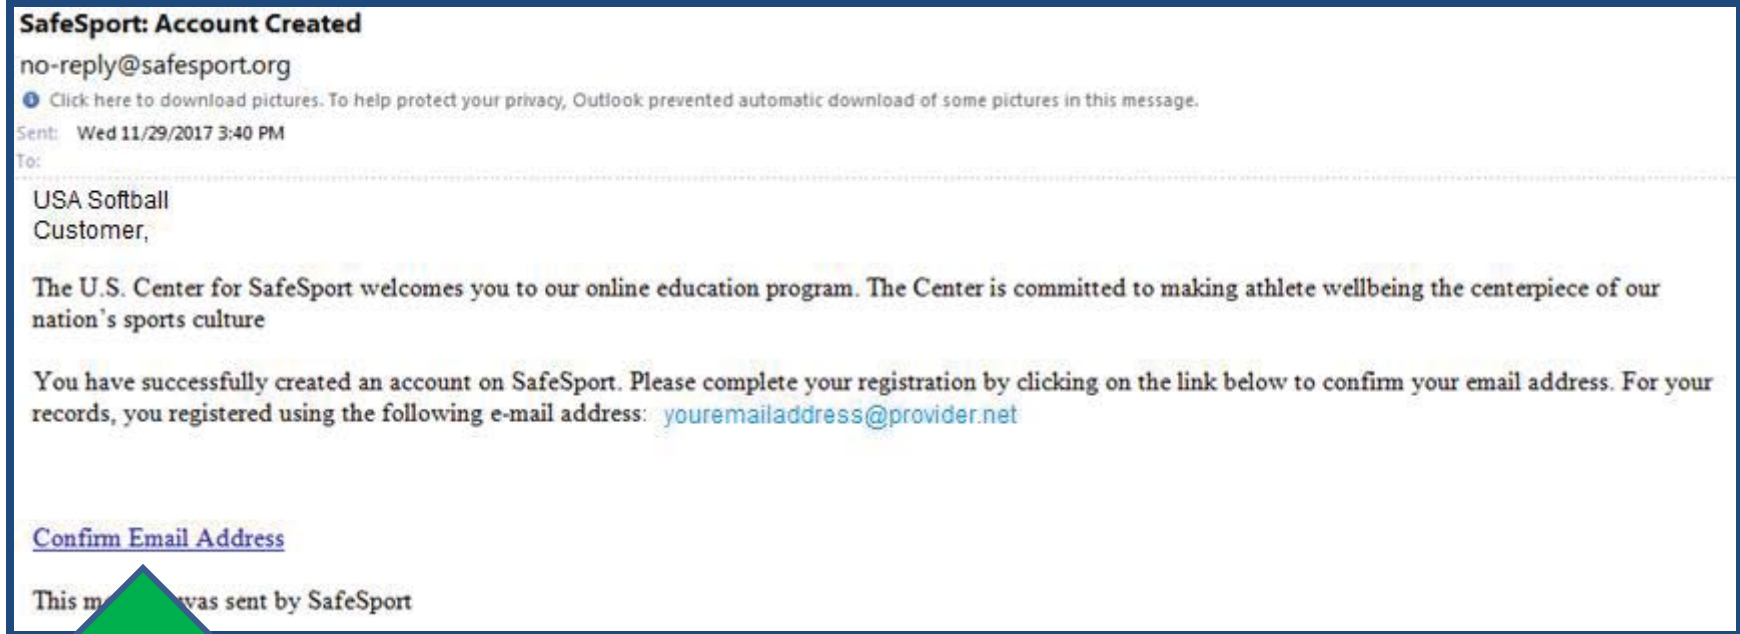 SafeSport: Account Created
no-reply@safesport.org
Click here to download pictures. To help protect your privacy, Outlook prevented automatic download of some pictures in this message.
Sent: Wed 11/29/2017 3:40 PM
To:
USA Softball
Customer,
The U.S. Center for SafeSport welcomes you to our online education program. The Center is committed to making athlete wellbeing the centerpiece of our
nation's sports culture
You have successfully created an account on SafeSport. Please complete your registration by clicking on the link below to confirm your email address. For your
records, you registered using the following e-mail address: youremailaddress@provider.net
Confirm Email Address
This was sent by SafeSport